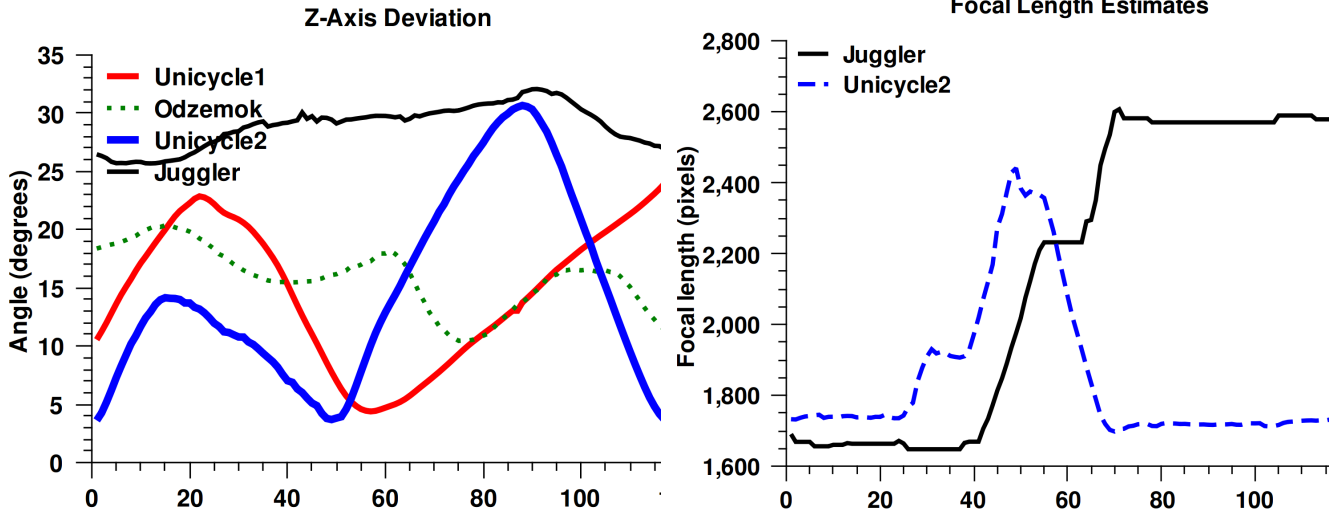 Z-Axis Deviation
35
30
25
20
15
10
5
0
Angle (degrees)
Unicycle1
Odzemok
Unicycle2
Juggler
0 20 40 60 80 100
Focal Length Estimates
2,800
2,600
2,400
2,200
2,000
1,800
1,600
Focal length (pixels)
Juggler
Unicycle2
0 20 40 60 80 100